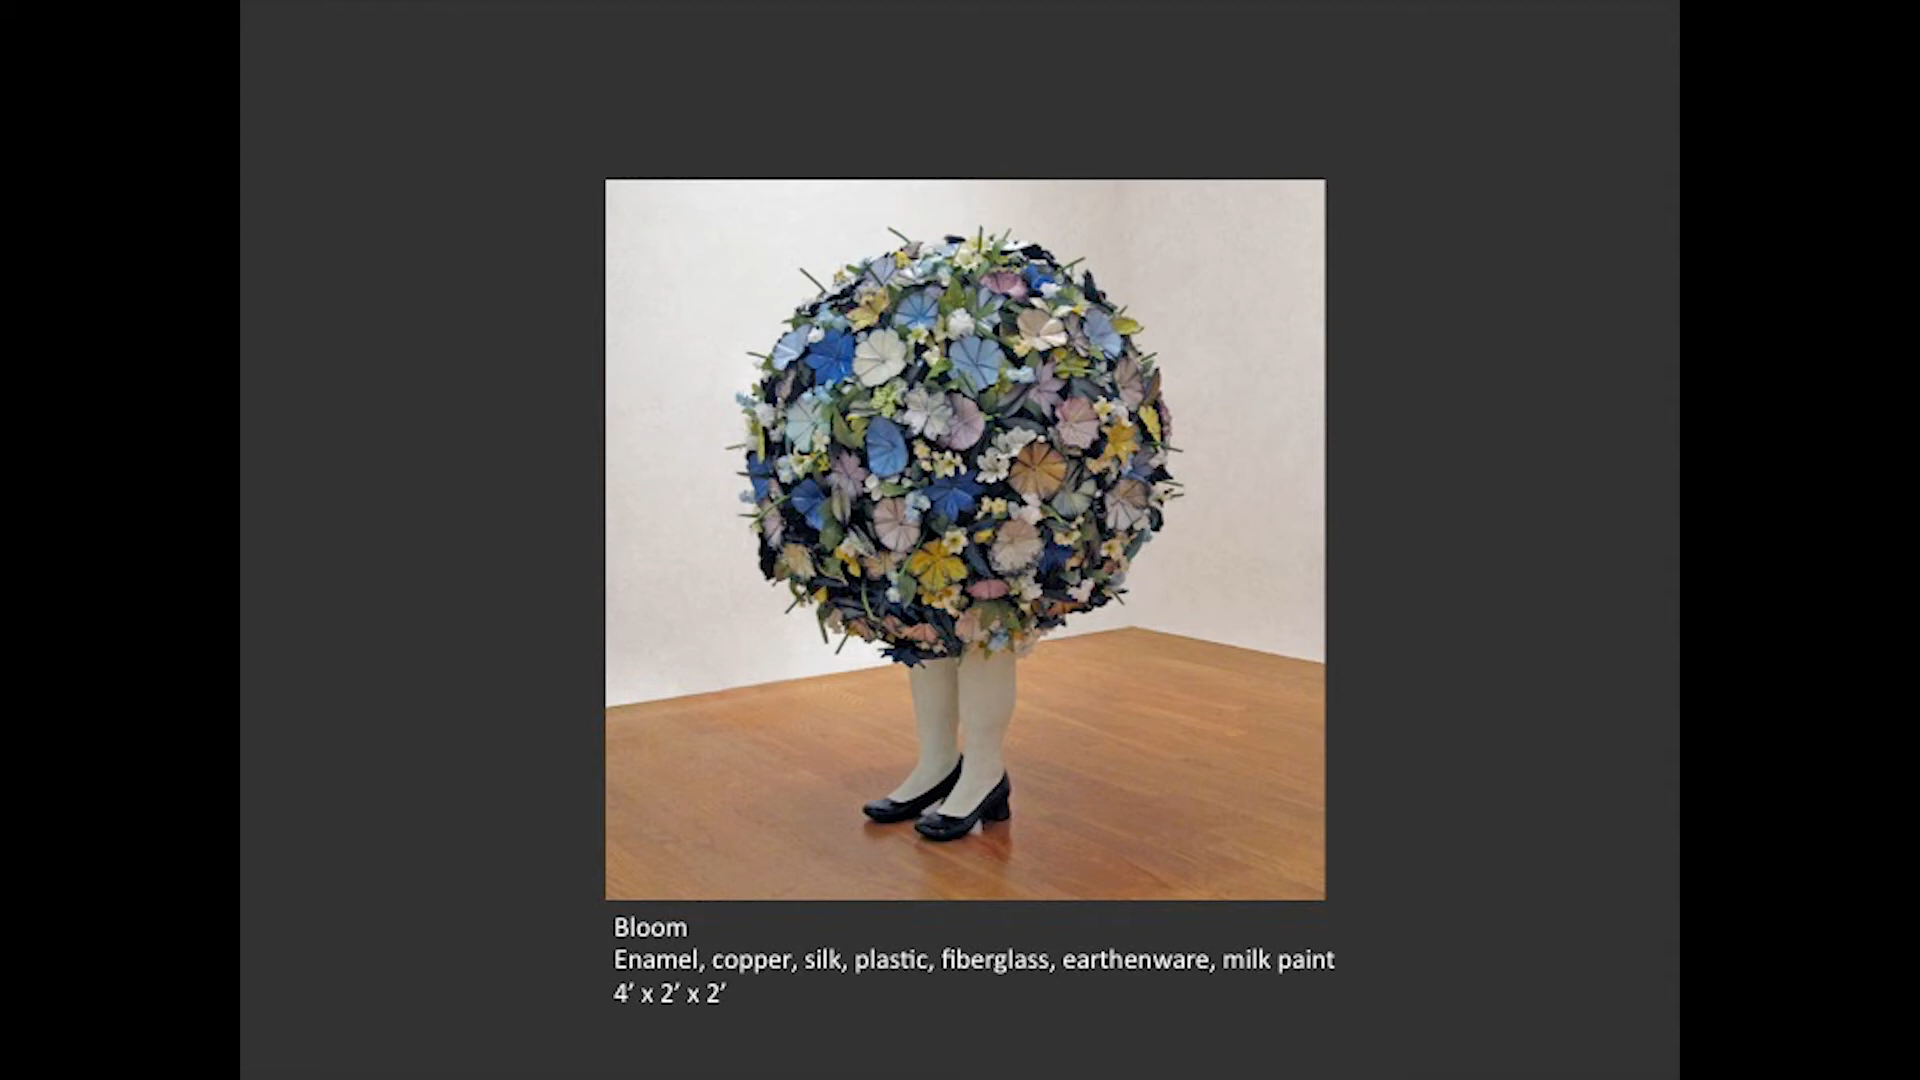 Bloom
Enamel, copper, silk, plastic, fiberglass, earthenware, milk paint
4’ x 2’ x 2’